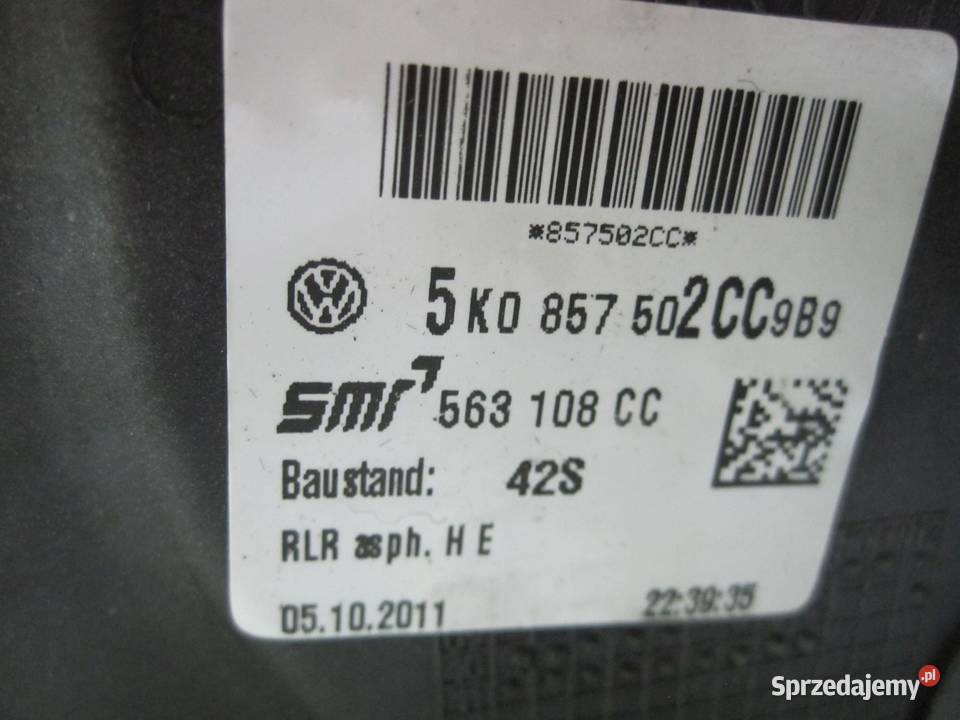 *857502CC*
5K0 857 502CC9B9
smr 563 108 CC
Baustand: 42S
RLR asph. H E
05.10.2011 22:39:35
Sprzedajemy.pl